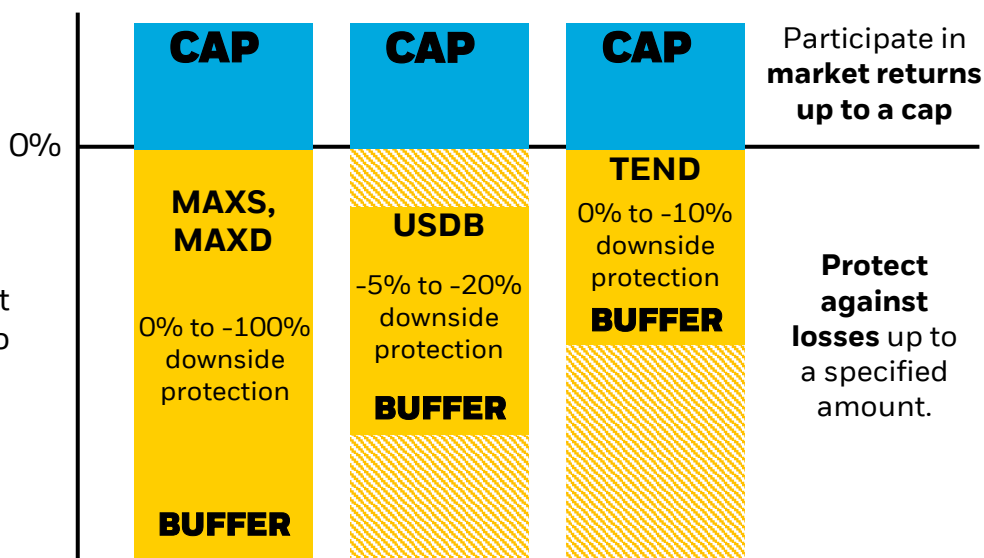 CAP
CAP
CAP
Participate in
market returns
up to a cap
0%
MAXS,
MAXD
0% to -100%
downside
protection
BUFFER
USDB
-5% to -20%
downside
protection
BUFFER
TEND
0% to -10%
downside
protection
BUFFER
Protect
against
losses up to
a specified
amount.